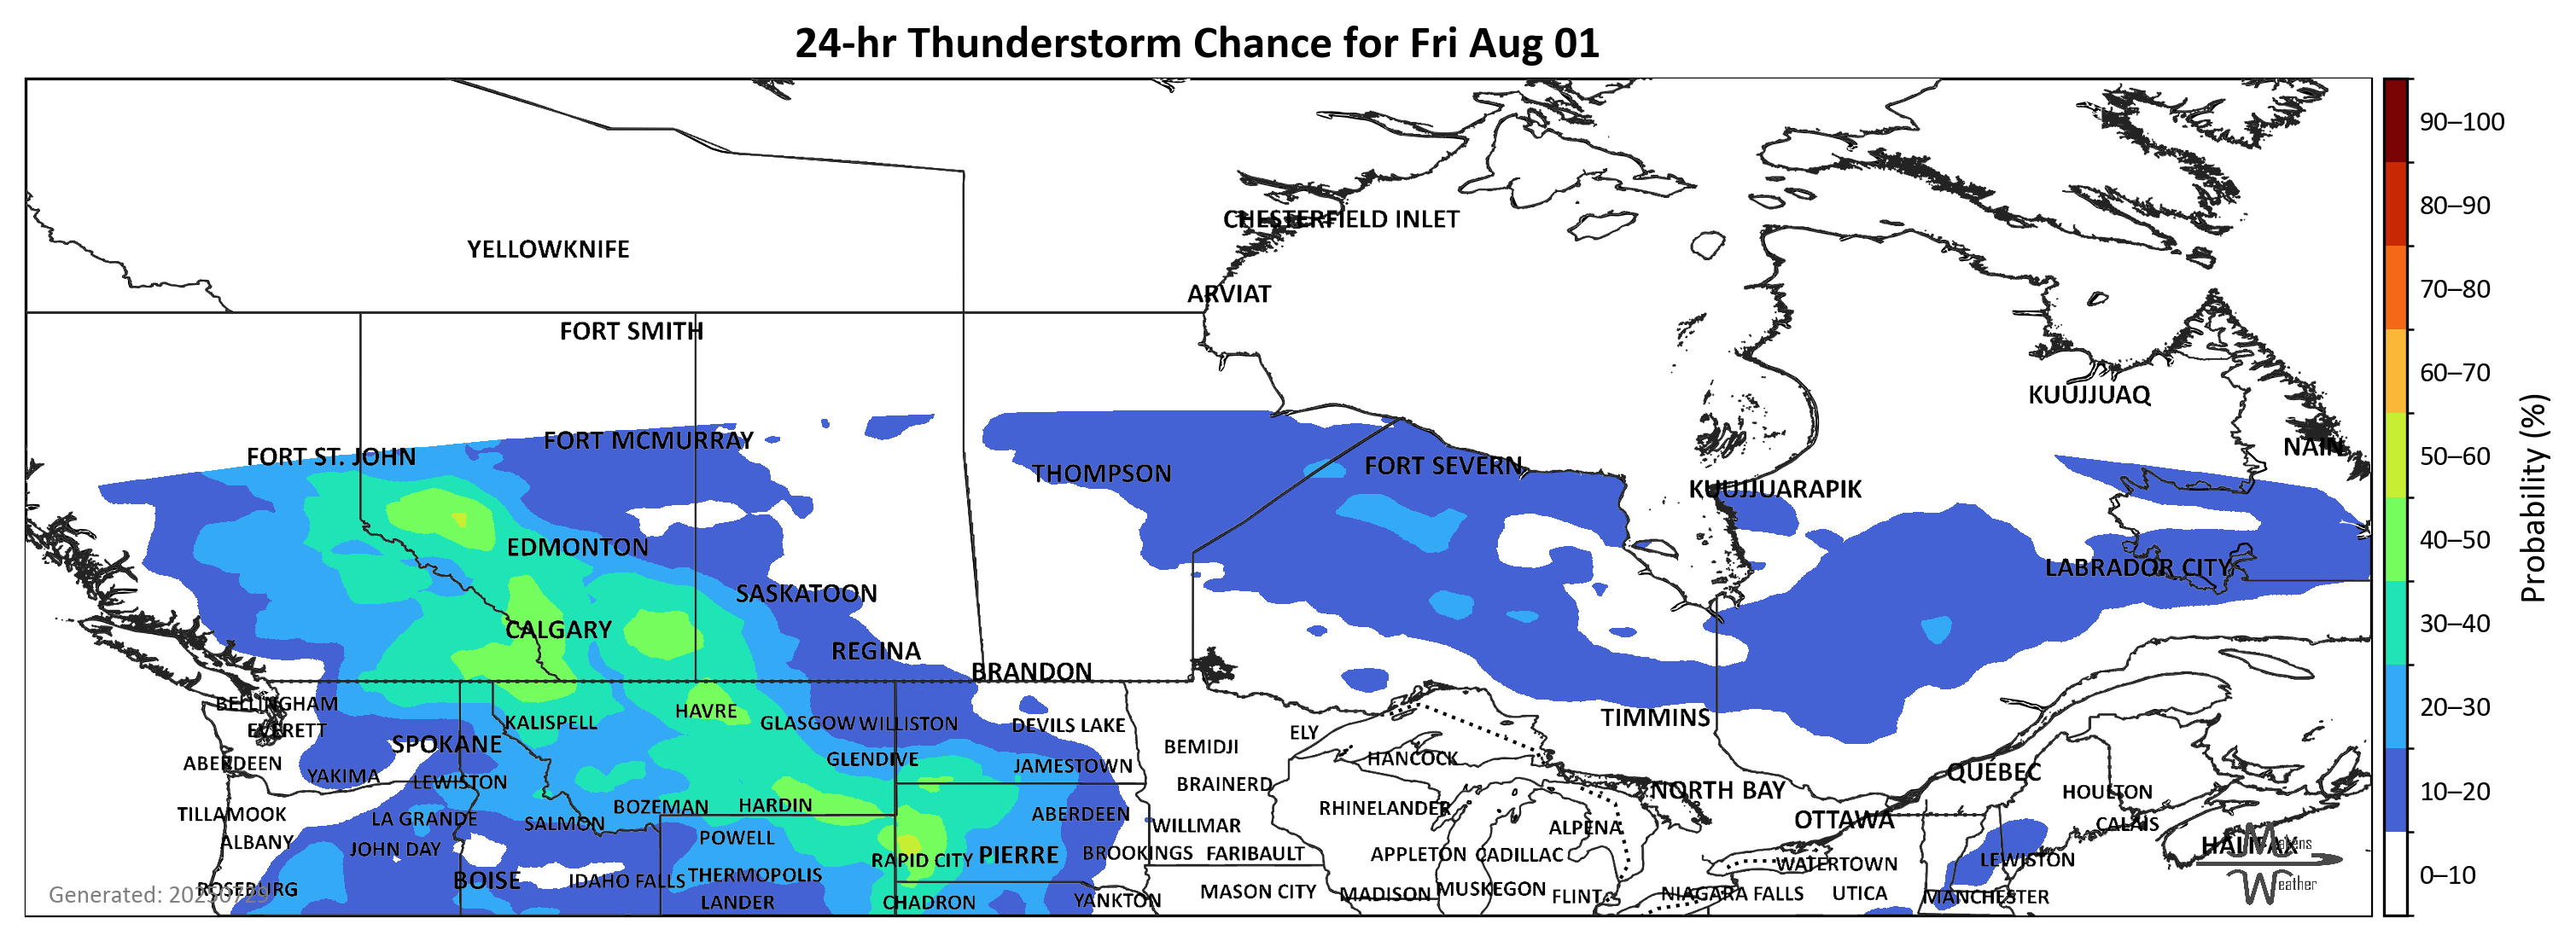 24-hr Thunderstorm Chance for Fri Aug 01
90–100
80–90
CHESTERFIELD INLET
YELLOWKNIFE
70–80
ARVIAT
FORT SMITH
60–70
KUUJJUAQ
FORT MCMURRAY
NAIN
FORT ST. JOHN
50–60
FORT SEVERN
THOMPSON
KUUJJUARAPIK
40–50
EDMONTON
LABRADOR CITY
Probability (%)
SASKATOON
30–40
CALGARY
REGINA
BRANDON
BELLINGHAM
20–30
HAVRE
TIMMINS
KALISPELL
GLASGOW
WILLISTON
DEVILS LAKE
EVERETT
ELY
SPOKANE
BEMIDJI
GLENDIVE
HANCOCK
ABERDEEN
JAMESTOWN
QUÉBEC
YAKIMA
LEWISTON
BRAINERD
NORTH BAY
HOULTON
10–20
BOZEMAN
HARDIN
RHINELANDER
TILLAMOOK
ABERDEEN
LA GRANDE
SALMON
OTTAWA
CALAIS
WILLMAR
ALPENA
POWELL
ALBANY
HALIFAX
Makens
JOHN DAY
BROOKINGS
FARIBAULT
APPLETON
CADILLAC
PIERRE
RAPID CITY
LEWISTON
WATERTOWN
THERMOPOLIS
0–10
BOISE
IDAHO FALLS
Weather
ROSEBURG
MUSKEGON
MASON CITY
MADISON
NIAGARA FALLS
UTICA
Generated: 20250729
FLINT
MANCHESTER
YANKTON
LANDER
CHADRON